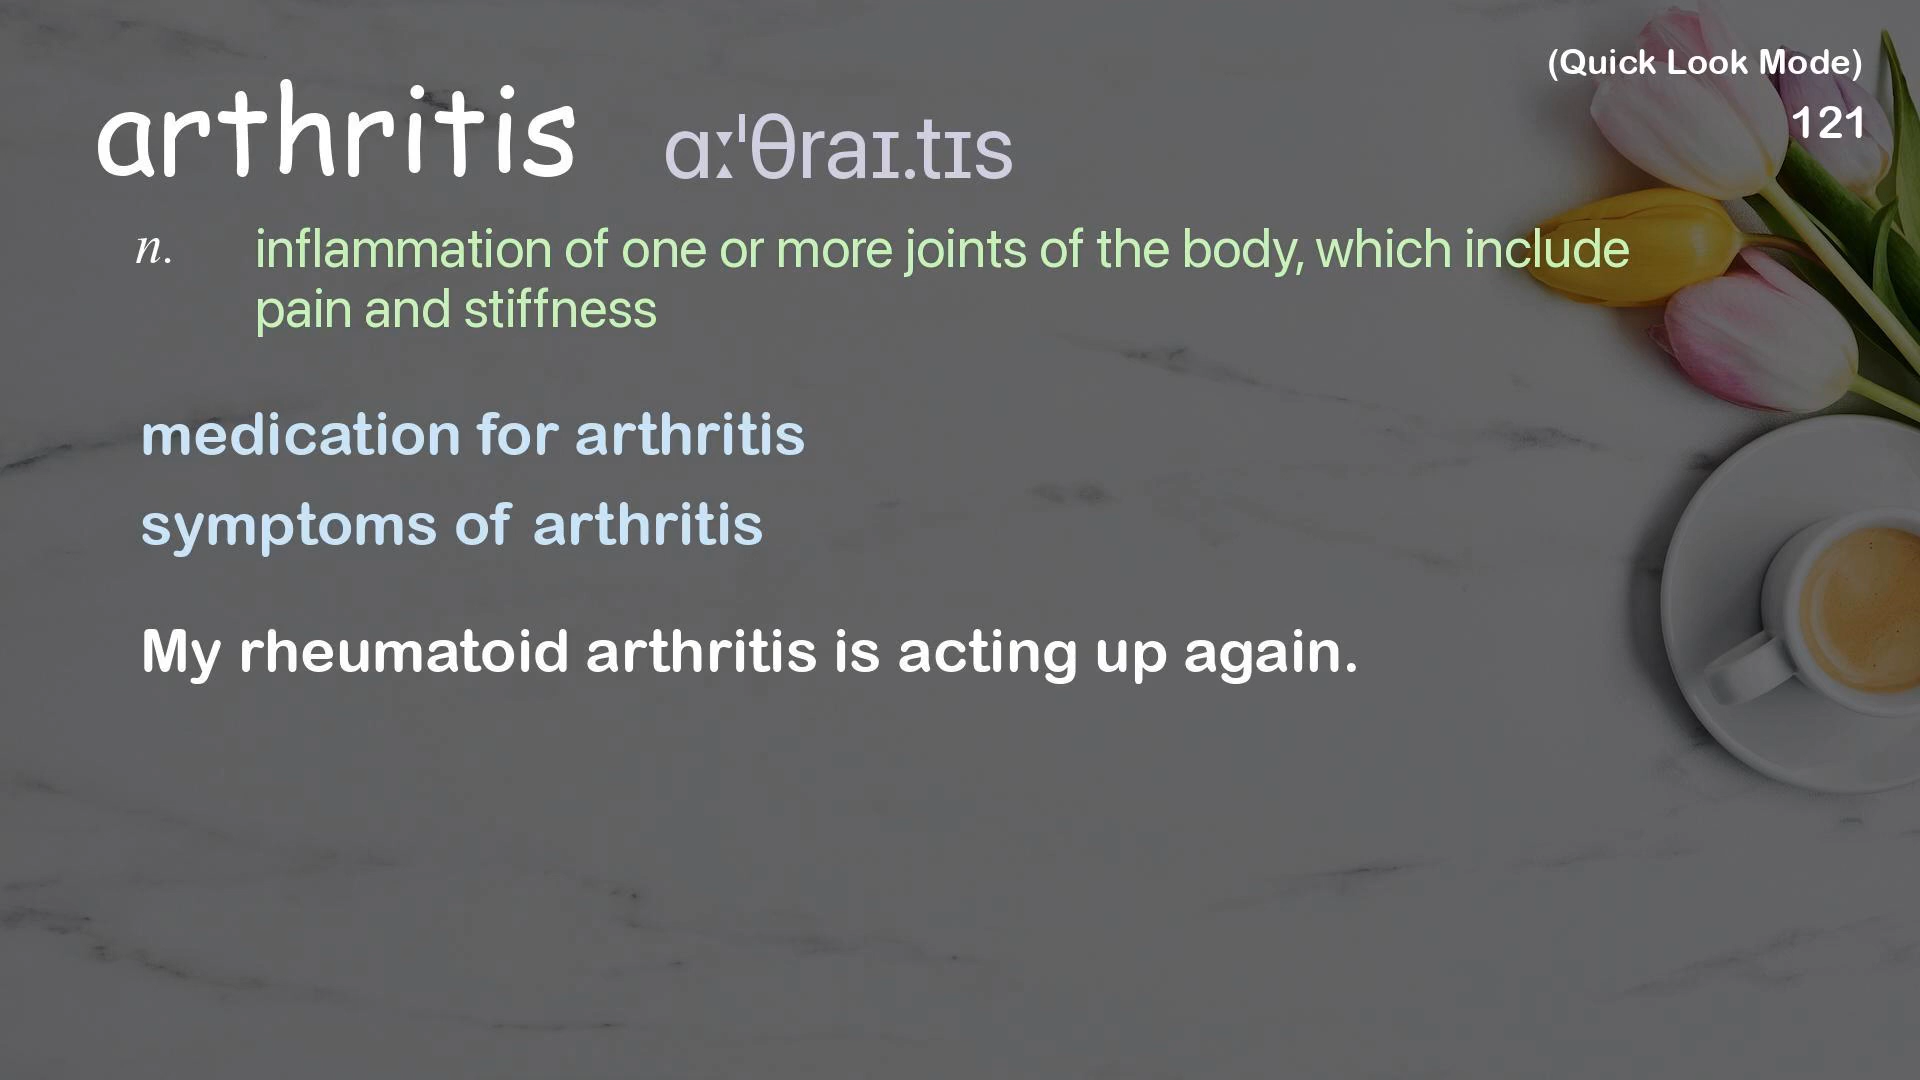 (Quick Look Mode)
121
arthritis ɑːˈθraɪ.tɪs
n. inflammation of one or more joints of the body, which include
pain and stiffness
medication for arthritis
symptoms of arthritis
My rheumatoid arthritis is acting up again.